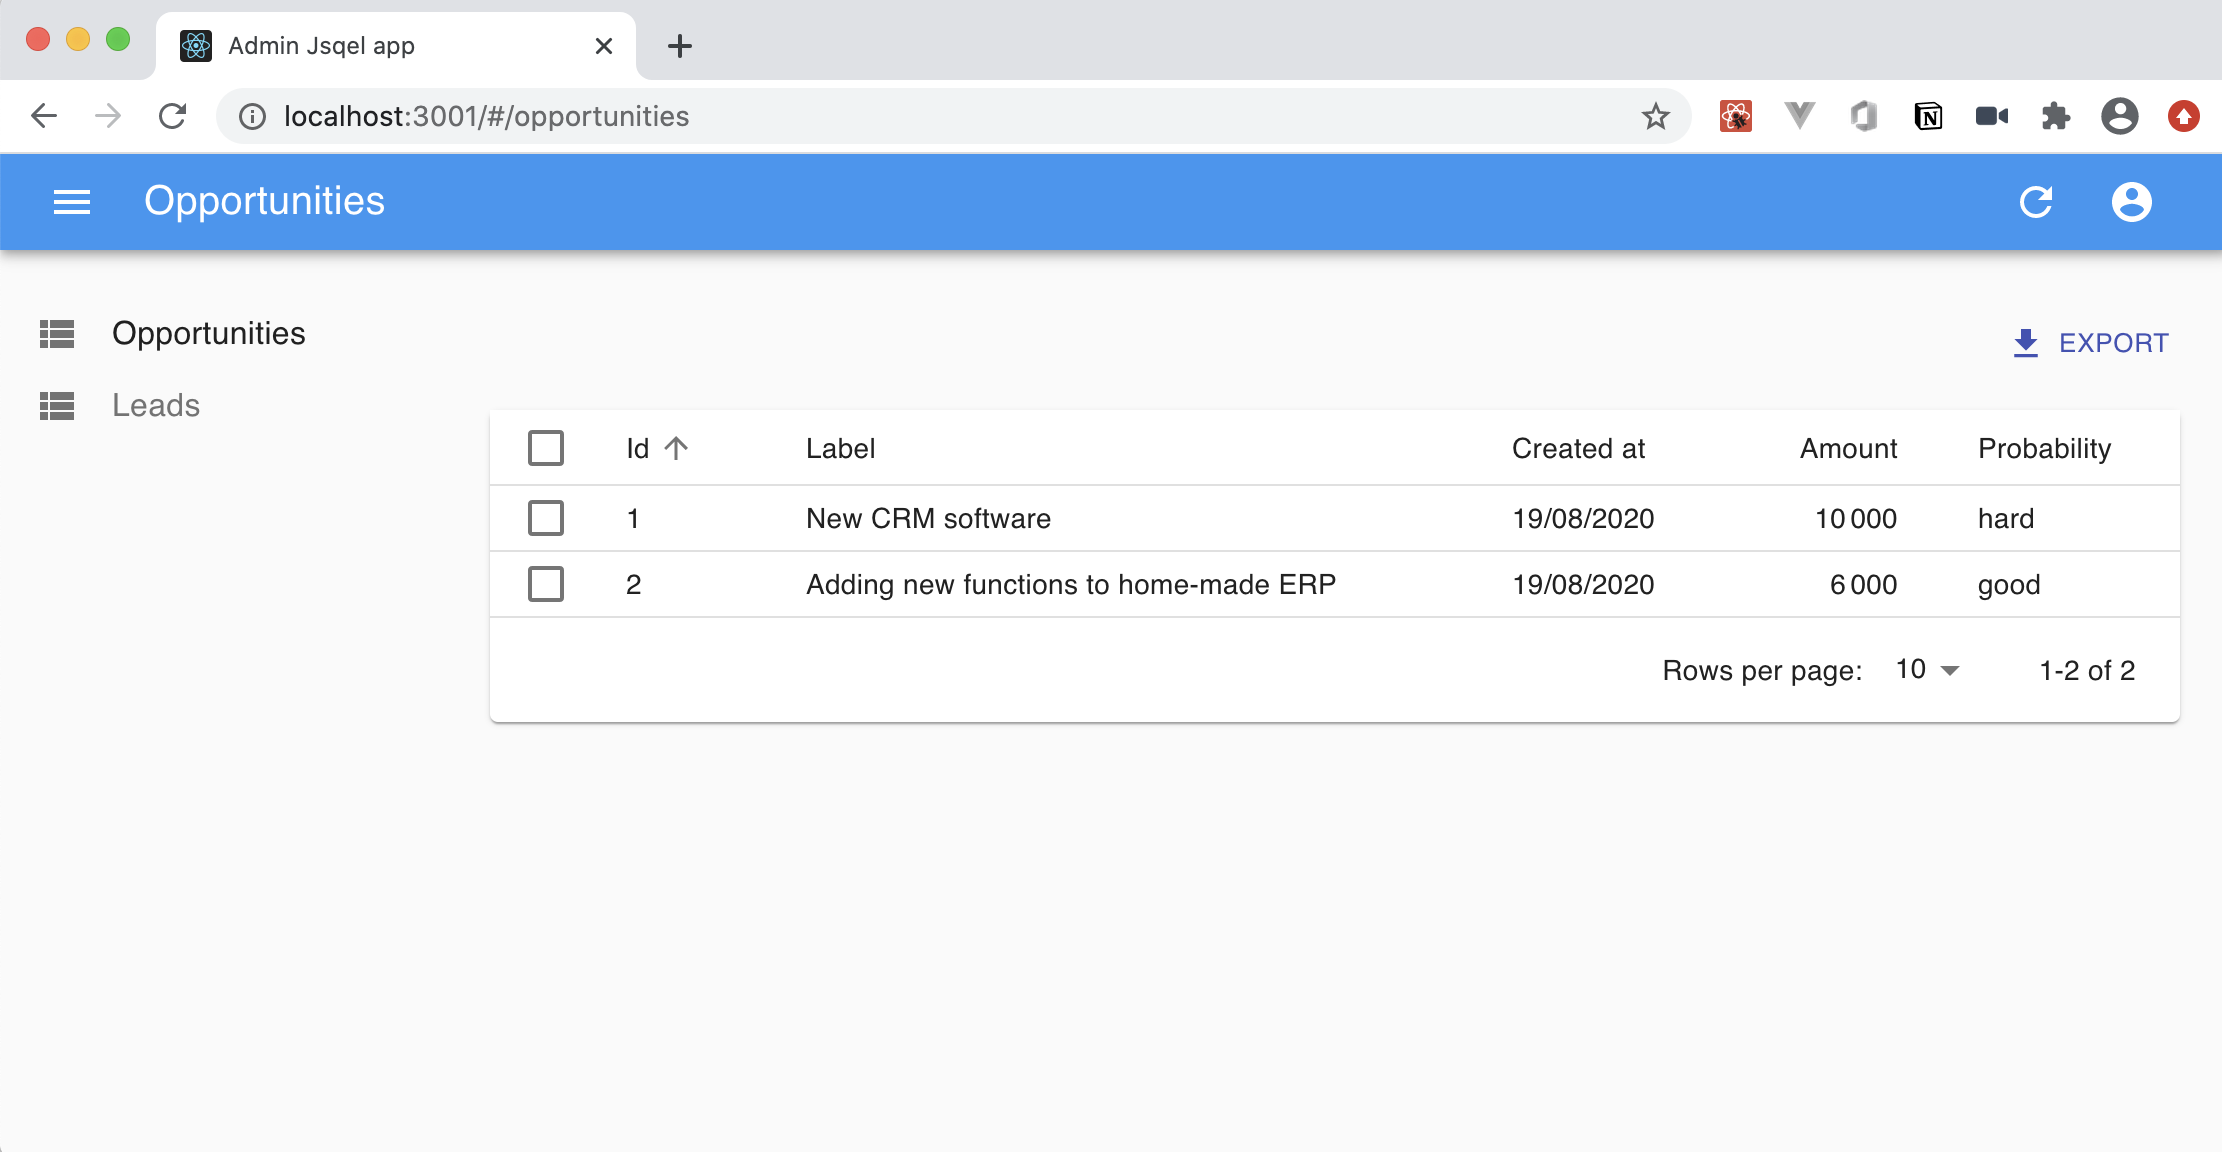 Admin Jsqel app
localhost:3001/#/opportunities
N
Opportunities
Opportunities
Leads
EXPORT
Id Label Created at Amount Probability
1 New CRM software 19/08/2020 10 000 hard
2 Adding new functions to home-made ERP 19/08/2020 6 000 good
Rows per page: 10 1-2 of 2